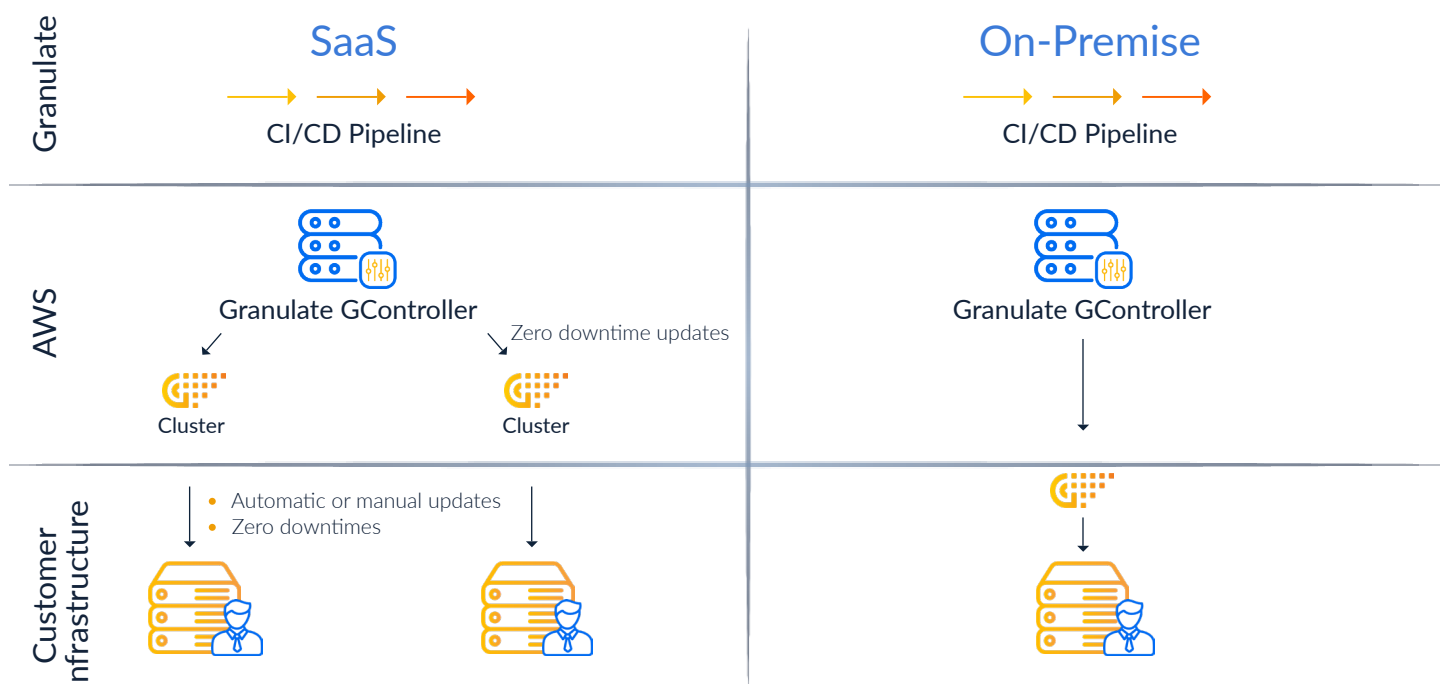 Granulate
SaaS
On-Premise
CI/CD Pipeline
CI/CD Pipeline
AWS
Granulate GController
Granulate GController
Zero downtime updates
Cluster
Cluster
Customer
nfrastructure
Automatic or manual updates
Zero downtimes